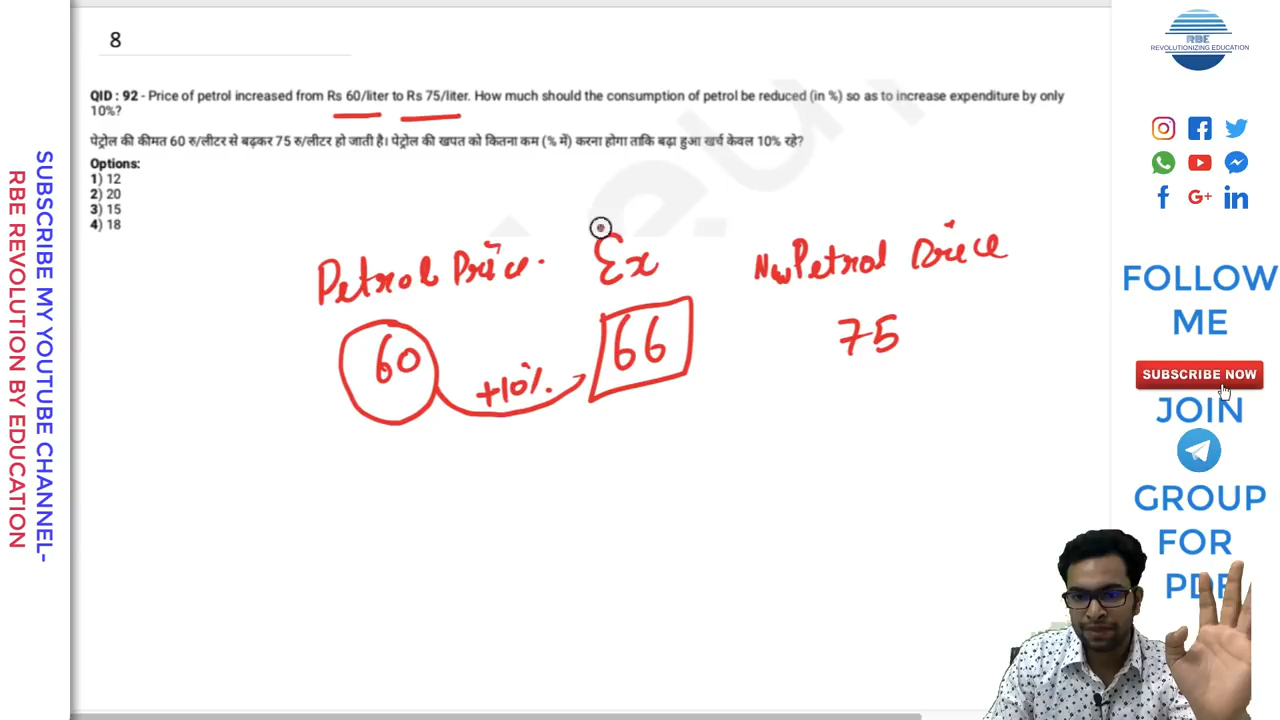 8
QID : 92 - Price of petrol increased from Rs 60/liter to Rs 75/liter. How much should the consumption of petrol be reduced (in %) so as to increase expenditure by only
10%?
पेट्रोल की कीमत 60 रु/लीटर से बढ़कर 75 रु/लीटर हो जाती है। पेट्रोल की खपत को कितना कम (% में) करना होगा ताकि बढ़ा हुआ खर्च केवल 10% रहे?
Options:
1) 12
2) 20
3) 15
4) 18
Petrol Price. Ex New Petrol Price
60 +10% 66 75
SUBSCRIBE MY YOUTUBE CHANNEL-
RBE REVOLUTION BY EDUCATION
RBE
REVOLUTIONIZING EDUCATION
FOLLOW
ME
SUBSCRIBE NOW
JOIN
GROUP
FOR
PDF